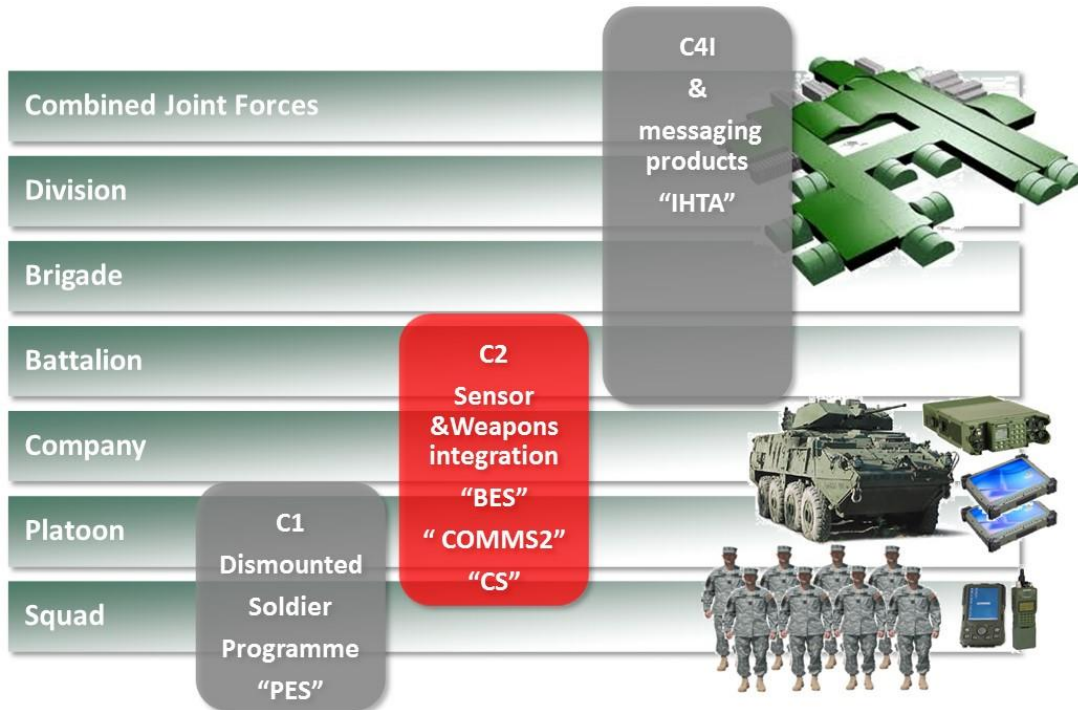 C4I
&
messaging
products
“IHTA”
Combined Joint Forces
Division
Brigade
Battalion
C2
Sensor
&Weapons
integration
“BES”
“ COMMS2”
“CS”
Company
Platoon
C1
Dismounted
Soldier
Programme
“PES”
Squad